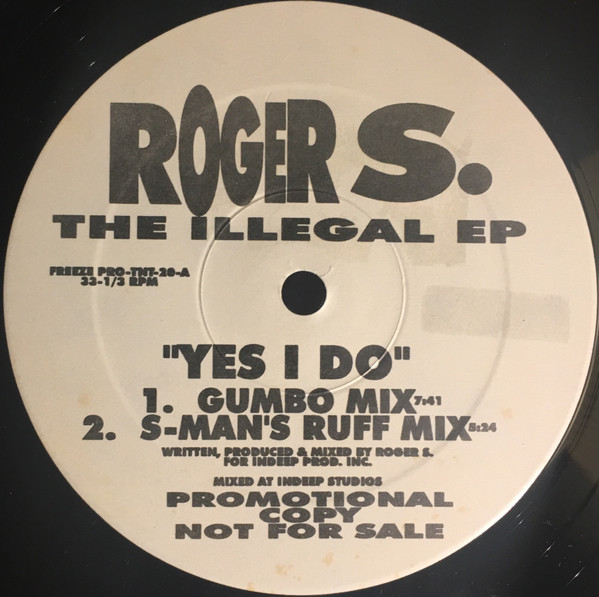 ROGER S.
THE ILLEGAL EP
FREEZE PRO-TNT-20-A
33-1/3 RPM
"YES I DO"
1. GUMBO MIX 7:41
2. S-MAN'S RUFF MIX 5:24
WRITTEN, PRODUCED & MIXED BY ROGER S.
FOR INDEEP PROD. INC.
MIXED AT INDEEP STUDIOS
PROMOTIONAL
COPY
NOT FOR SALE